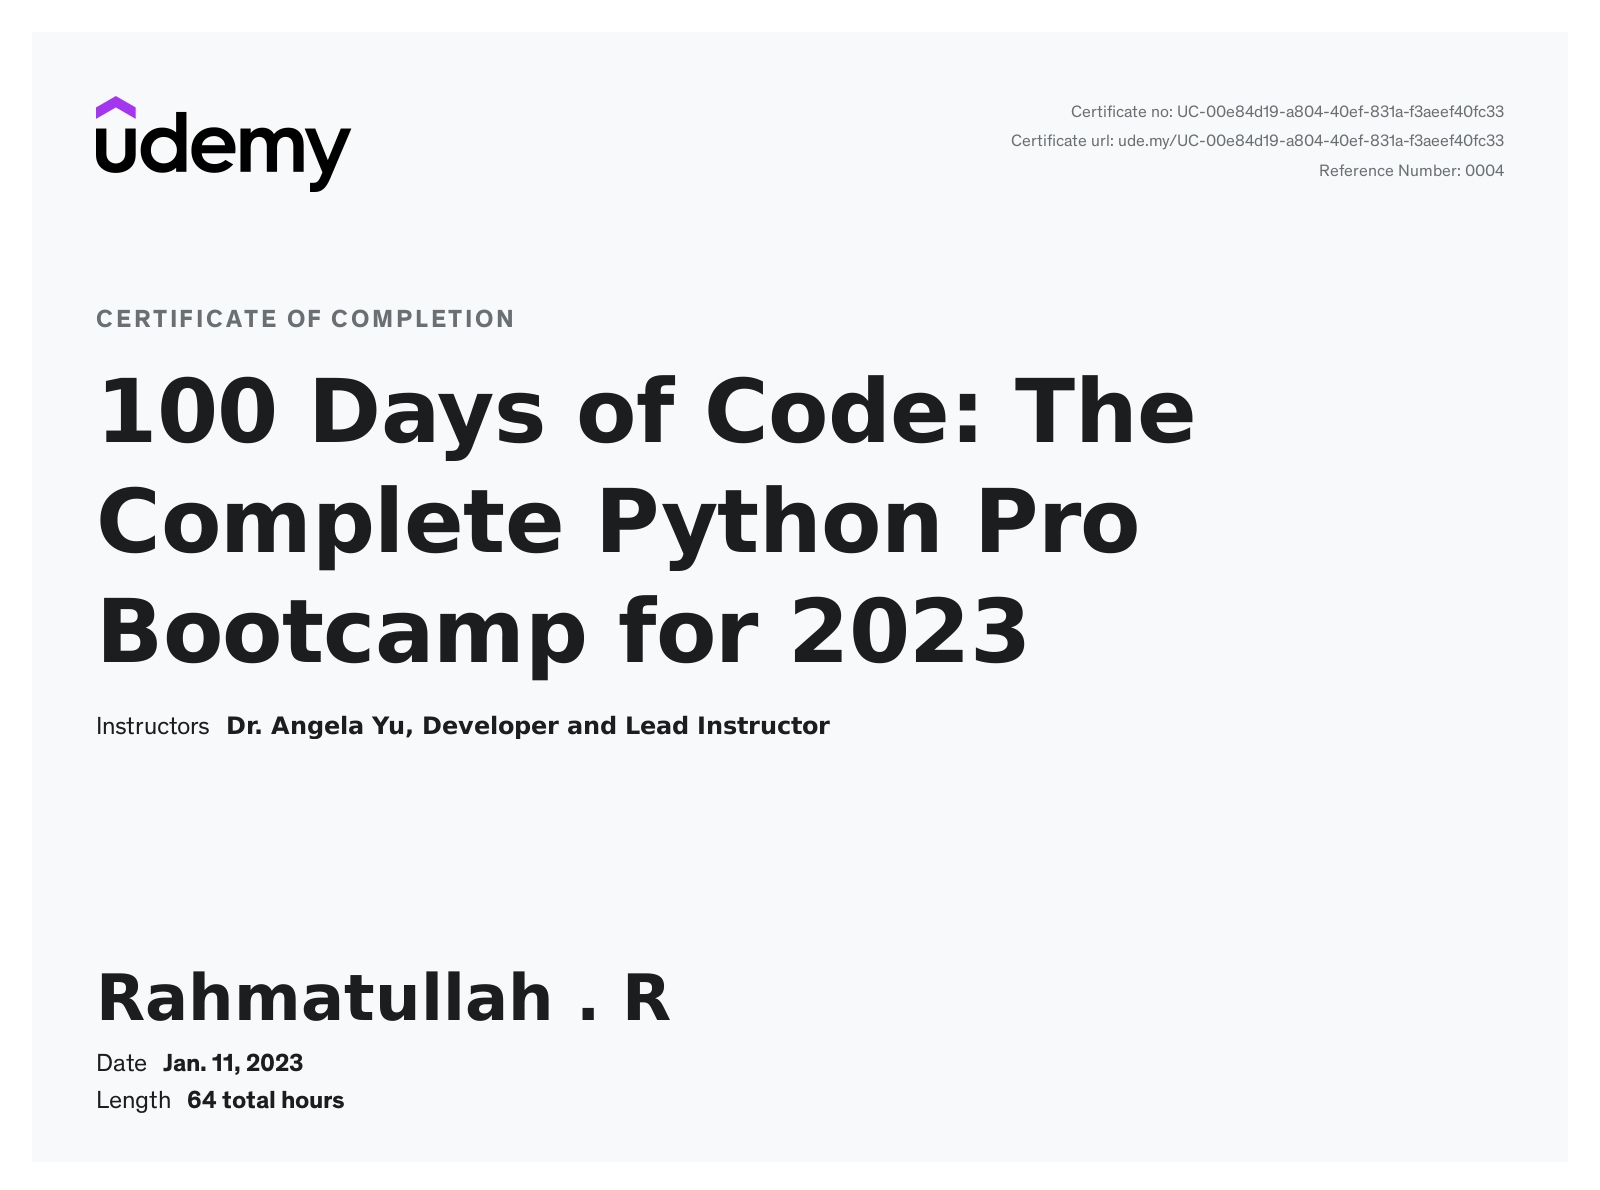 udemy
Certificate no: UC-00e84d19-a804-40ef-831a-f3aeef40fc33
Certificate url: ude.my/UC-00e84d19-a804-40ef-831a-f3aeef40fc33
Reference Number: 0004
CERTIFICATE OF COMPLETION
100 Days of Code: The
Complete Python Pro
Bootcamp for 2023
Instructors Dr. Angela Yu, Developer and Lead Instructor
Rahmatullah . R
Date Jan. 11, 2023
Length 64 total hours